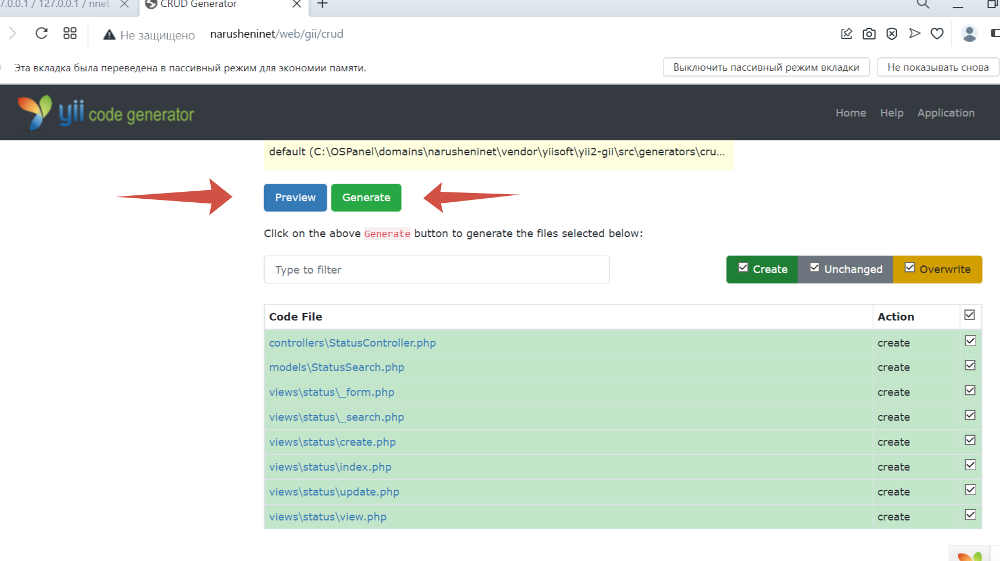 7.0.0.1 / 127.0.0.1 / nnet
CRUD Generator
Не защищено narusheninet/web/gii/crud
Эта вкладка была переведена в пассивный режим для экономии памяти.
Выключить пассивный режим вкладки
Не показывать снова
yii code generator
Home Help Application
default (C:\OSPanel\domains\narusheninet\vendor\yiisoft\yii2-gii\src\generators\cru...
Preview Generate
Click on the above Generate button to generate the files selected below:
Type to filter
Create Unchanged Overwrite
Code File Action
controllers\StatusController.php create
models\StatusSearch.php create
views\status\_form.php create
views\status\_search.php create
views\status\create.php create
views\status\index.php create
views\status\update.php create
views\status\view.php create